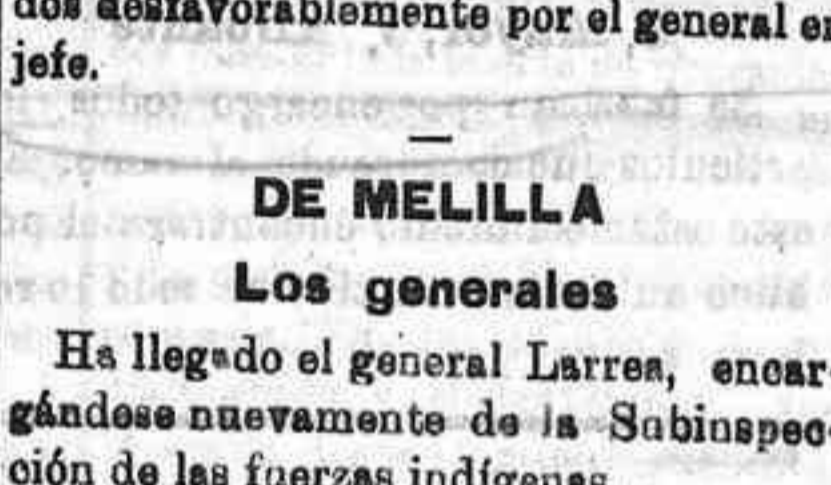 dos desfavorablemente por el general en
jefe.
—
DE MELILLA
Los generales
Ha llegado el general Larrea, encar-
gándose nuevamente de la Subinspec-
ción de las fuerzas indígenas